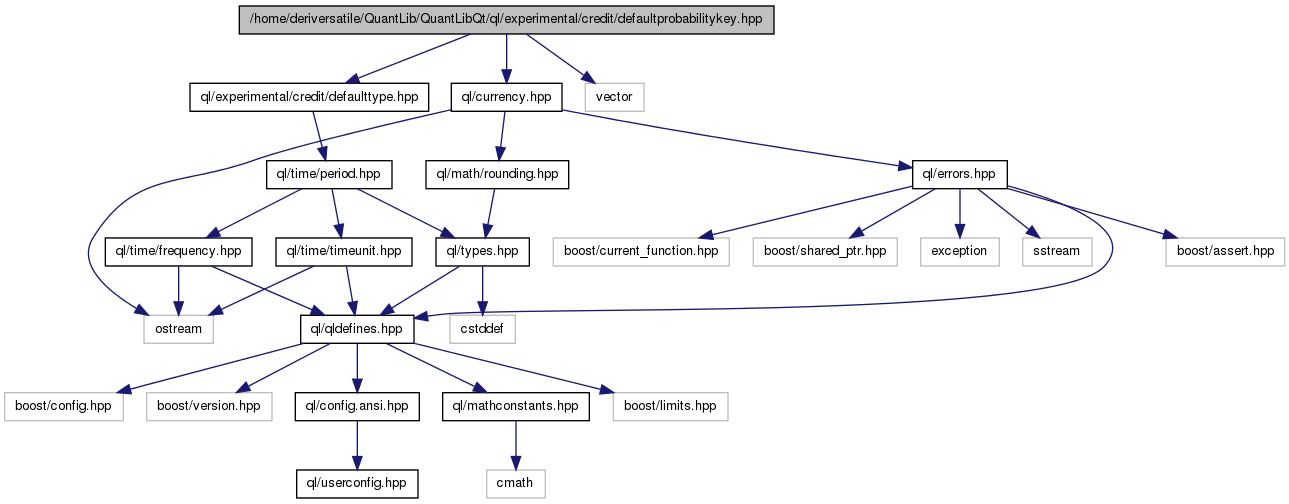 /home/deriversatile/QuantLib/QuantLibQt/ql/experimental/credit/defaultprobabilitykey.hpp
ql/experimental/credit/defaulttype.hpp
ql/currency.hpp
vector
ql/time/period.hpp
ql/math/rounding.hpp
ql/errors.hpp
ql/time/frequency.hpp
ql/time/timeunit.hpp
ql/types.hpp
boost/current_function.hpp
boost/shared_ptr.hpp
exception
sstream
boost/assert.hpp
ostream
ql/qldefines.hpp
cstddef
boost/config.hpp
boost/version.hpp
ql/config.ansi.hpp
ql/mathconstants.hpp
boost/limits.hpp
ql/userconfig.hpp
cmath